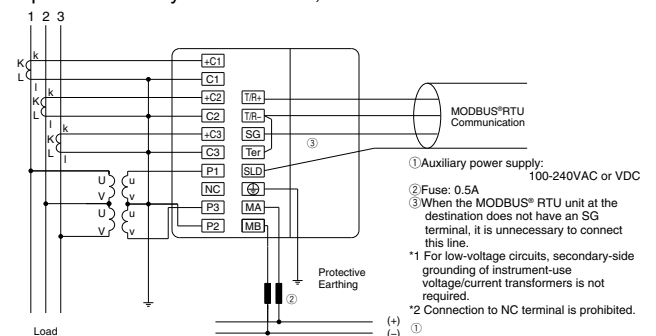 1 2 3
k
K
L
l
k
K
L
l
k
K
L
l
U
V
U
V
u
v
u
v
+C1
C1
+C2
C2
+C3
C3
P1
NC
P3
P2
T/R+
T/R−
SG
Ter
SLD
MA
MB
③
MODBUS®RTU
Communication
①Auxiliary power supply:
100-240VAC or VDC
②Fuse: 0.5A
③When the MODBUS® RTU unit at the
destination does not have an SG
terminal, it is unnecessary to connect
this line.
*1 For low-voltage circuits, secondary-side
grounding of instrument-use
voltage/current transformers is not
required.
*2 Connection to NC terminal is prohibited.
Protective
Earthing
②
(+)
(−)
①
Load